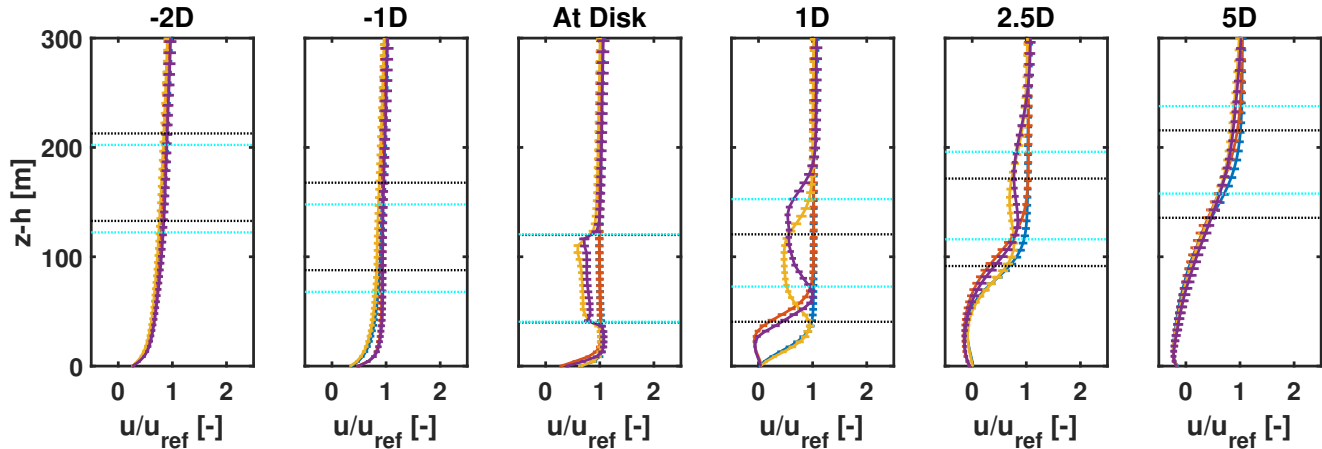 -2D -1D At Disk 1D 2.5D 5D
300
200
100
0
z-h [m]
0 1 2 0 1 2 0 1 2 0 1 2 0 1 2 0 1 2
u/u_ref [-] u/u_ref [-] u/u_ref [-] u/u_ref [-] u/u_ref [-] u/u_ref [-]